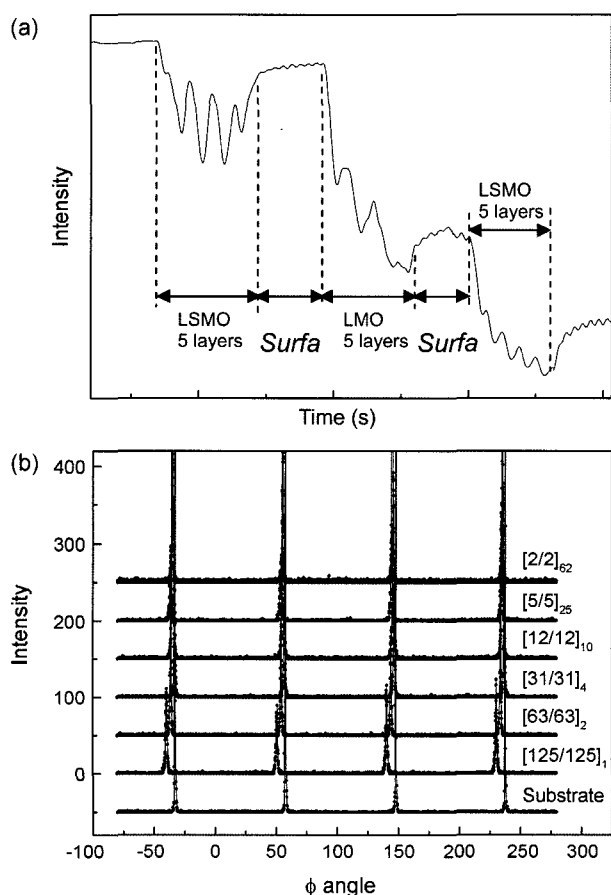 (a)
Intensity
LSMO
5 layers
Surfa
LMO
5 layers
Surfa
LSMO
5 layers
Time (s)
(b)
Intensity
400
300
200
100
0
[2/2]62
[5/5]25
[12/12]10
[31/31]4
[63/63]2
[125/125]1
Substrate
-100
-50
0
50
100
150
200
250
300
ϕ angle